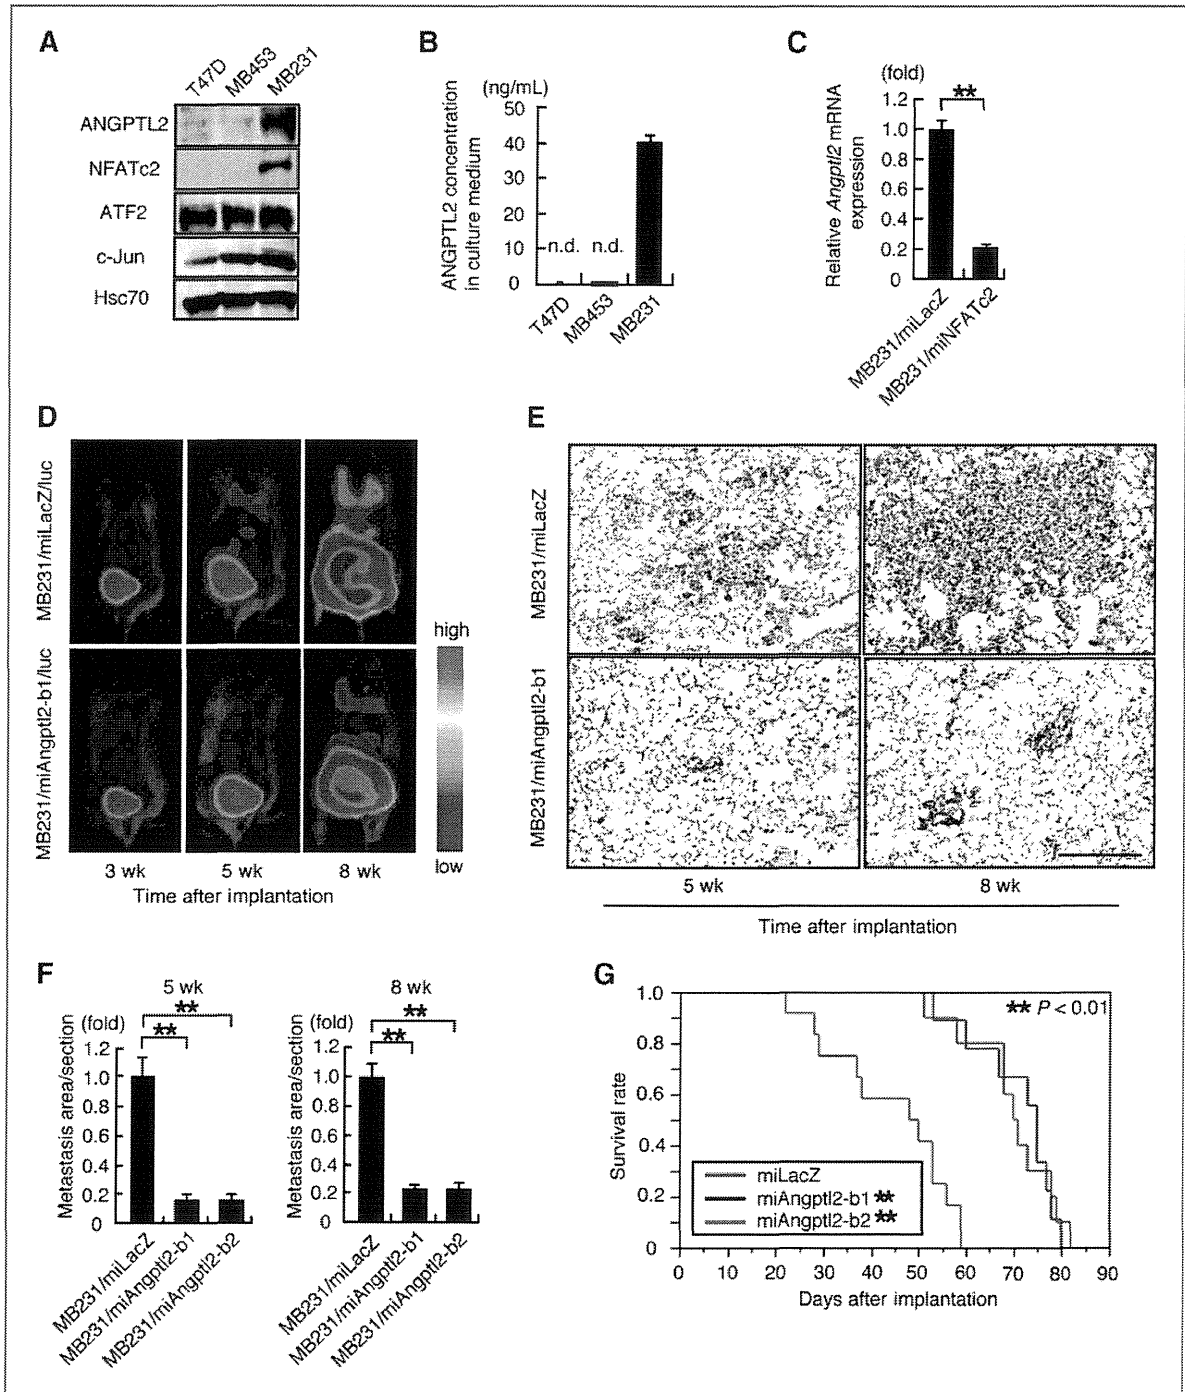 A
T47D
MB453
MB231
ANGPTL2
NFATc2
ATF2
c-Jun
Hsc70
B
(ng/mL)
ANGPTL2 concentration
in culture medium
50
40
30
20
10
0
n.d.
n.d.
T47D
MB453
MB231
C
(fold)
Relative Angptl2 mRNA
expression
1.2
1.0
0.8
0.6
0.4
0.2
0
**
MB231/miLacZ
MB231/miNFATc2
D
MB231/miLacZ/luc
MB231/miAngptl2-b1/luc
high
low
3 wk
5 wk
8 wk
Time after implantation
E
MB231/miLacZ
MB231/miAngptl2-b1
5 wk
8 wk
Time after implantation
F
5 wk
(fold)
Metastasis area/section
1.2
1.0
0.8
0.6
0.4
0.2
0
**
**
MB231/miLacZ
MB231/miAngptl2-b1
MB231/miAngptl2-b2
8 wk
(fold)
Metastasis area/section
1.2
1.0
0.8
0.6
0.4
0.2
0
**
**
MB231/miLacZ
MB231/miAngptl2-b1
MB231/miAngptl2-b2
G
** P < 0.01
Survival rate
1.0
0.8
0.6
0.4
0.2
0
miLacZ
miAngptl2-b1 **
miAngptl2-b2 **
0 10 20 30 40 50 60 70 80 90
Days after implantation